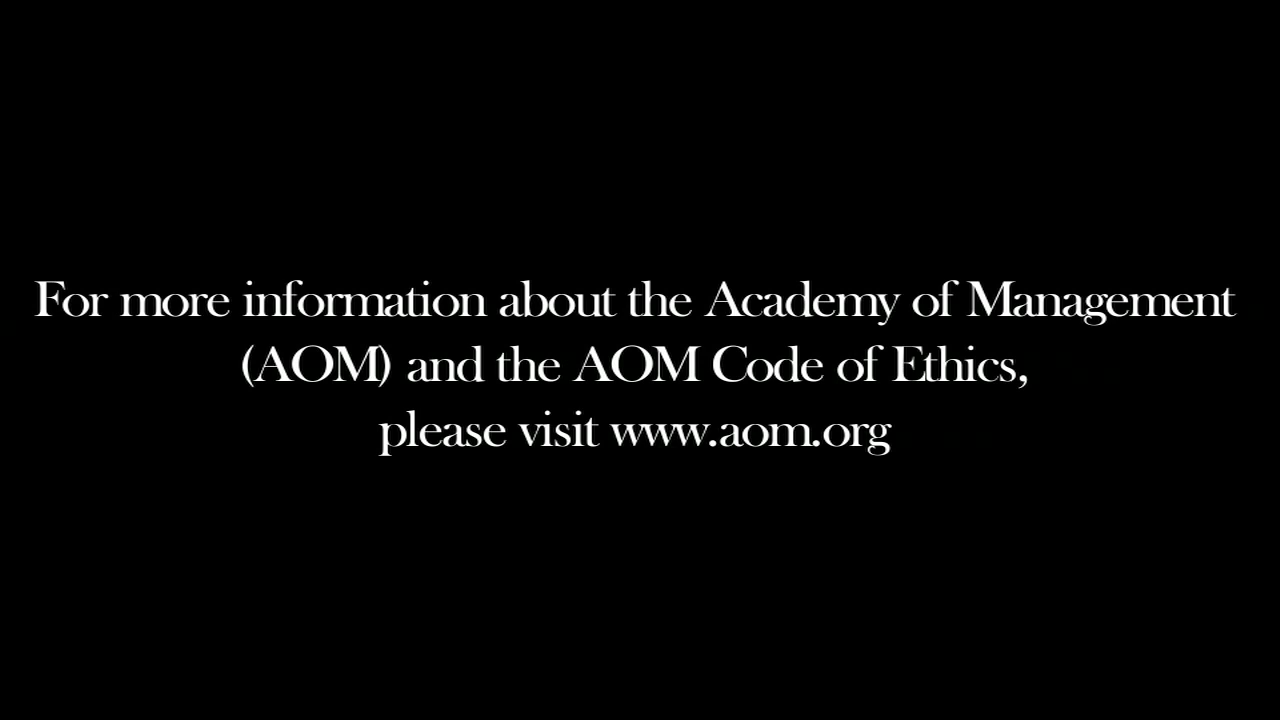 For more information about the Academy of Management
(AOM) and the AOM Code of Ethics,
please visit www.aom.org